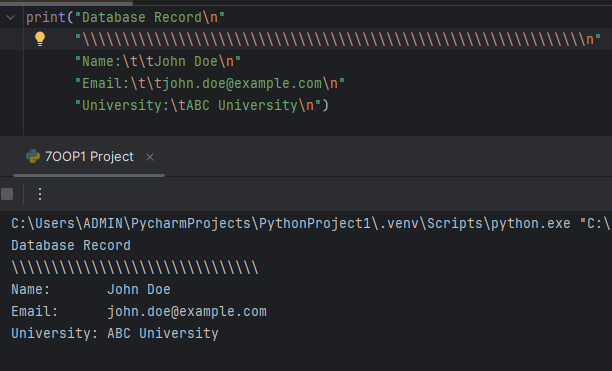 print("Database Record\n"
"\\\\\\\\\\\\\\\\\\\\\\\\\\\\\\\\\\\\\\\\\\\\\\\\\\\\\\\\\\\\\\\n"
"Name:\t\tJohn Doe\n"
"Email:\t\tjohn.doe@example.com\n"
"University:\tABC University\n")
7OOP1 Project
C:\Users\ADMIN\PycharmProjects\PythonProject1\.venv\Scripts\python.exe "C:\
Database Record
\\\\\\\\\\\\\\\\\\\\\\\\\\\\\\\
Name: John Doe
Email: john.doe@example.com
University: ABC University